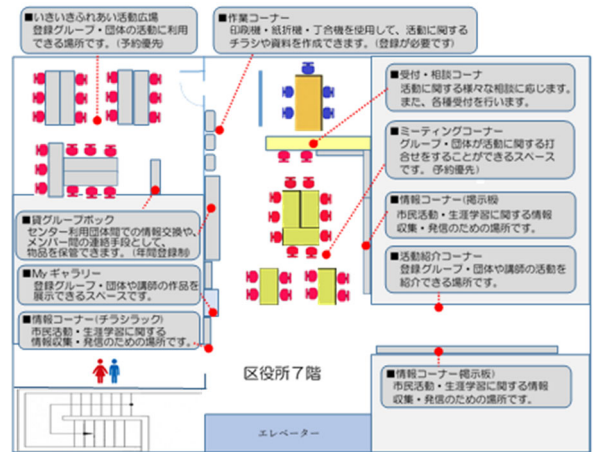 ■いきいきふれあい活動広場
登録グループ・団体の活動に利用
できる場所です。(予約優先)
■作業コーナー
印刷機・紙折機・丁合機を使用して、活動に関する
チラシや資料を作成できます。(登録が必要です)
■受付・相談コーナ
活動に関する様々な相談に応じます。
また、各種受付を行います。
■ミーティングコーナー
グループ・団体が活動に関する打
合せをすることができるスペース
です。(予約優先)
■情報コーナー(掲示板)
市民活動・生涯学習に関する情報
収集・発信のための場所です。
■活動紹介コーナー
登録グループ・団体や講師の活動を
紹介できる場所です。
■貸グループボック
センター利用団体間での情報交換や、
メンバー間の連絡手段として、
物品を保管できます。(年間登録制)
■Myギャラリー
登録グループ・団体や講師の作品を
展示できるスペースです。
■情報コーナー(チラシラック)
市民活動・生涯学習に関する
情報収集・発信のための場所です。
区役所7階
■情報コーナー(掲示板)
市民活動・生涯学習に関する情報
収集・発信のための場所です。
エレベーター